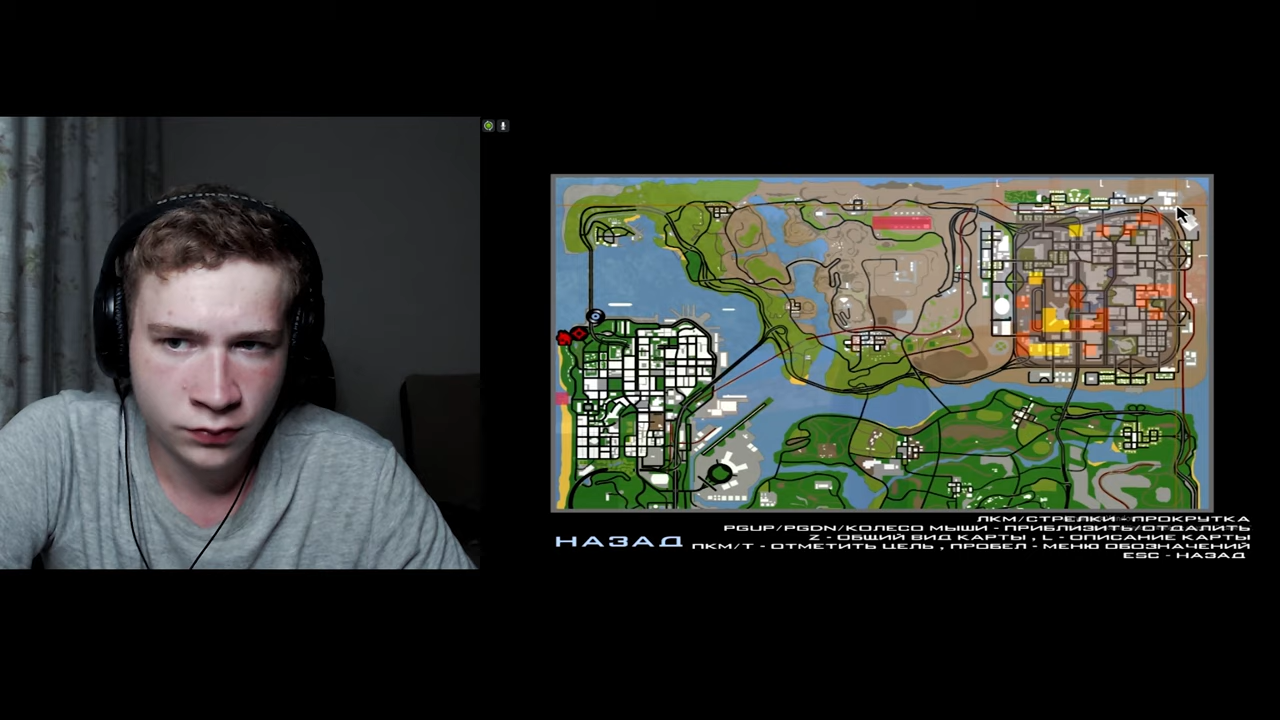 ЛКМ/СТРЕЛКИ - ПРОКРУТКА
PGUP/PGDN/КОЛЕСО МЫШИ - ПРИБЛИЗИТЬ/ОТДАЛИТЬ
Z - ОБЩИЙ ВИД КАРТЫ , L - ОПИСАНИЕ КАРТЫ
НАЗАД
ПКМ/Т - ОТМЕТИТЬ ЦЕЛЬ , ПРОБЕЛ - МЕНЮ ОБОЗНАЧЕНИЙ
ESC - НАЗАД